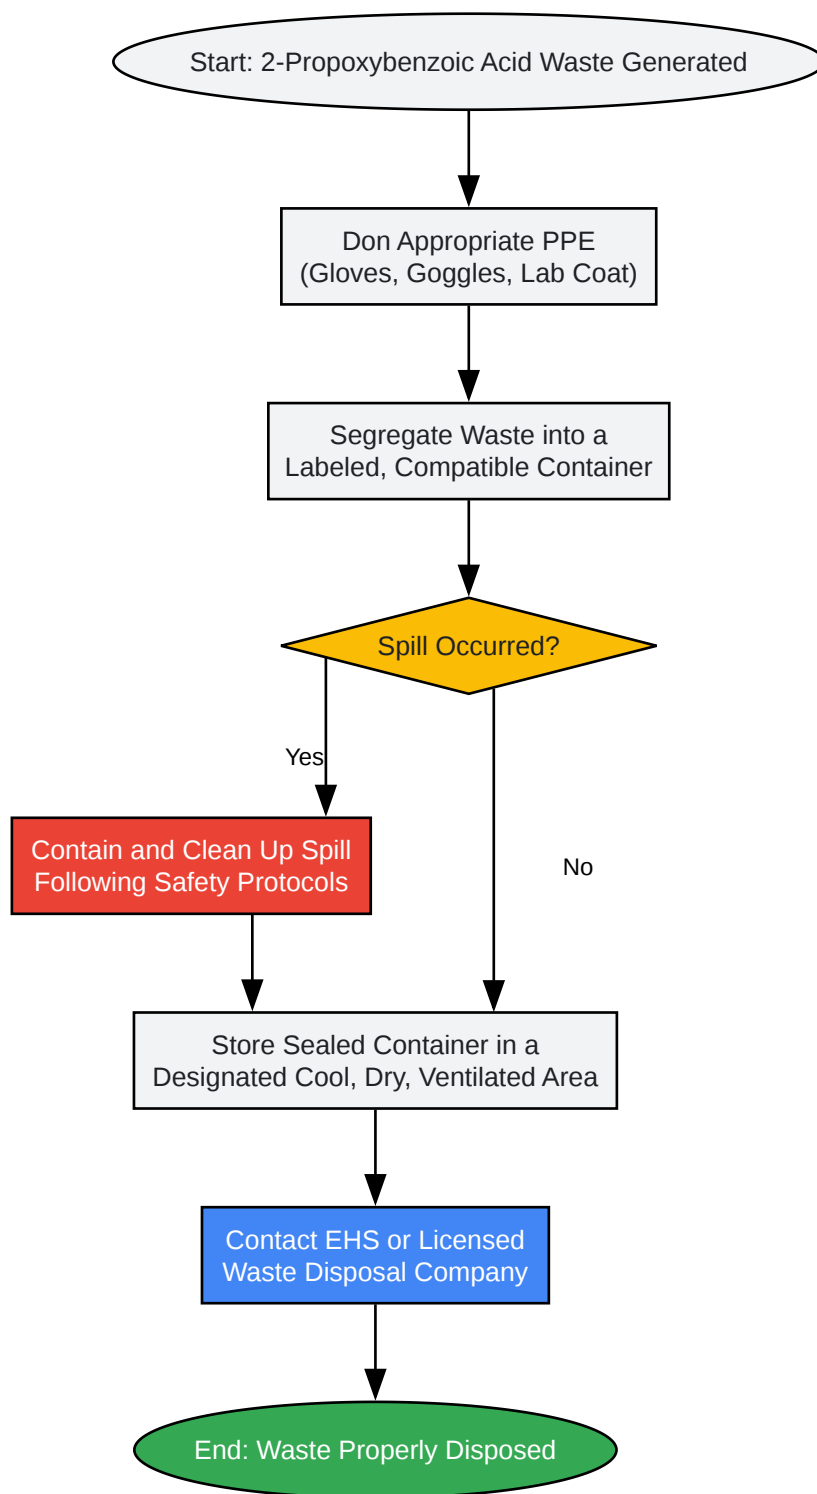 Start: 2-Propoxybenzoic Acid Waste Generated
Don Appropriate PPE
(Gloves, Goggles, Lab Coat)
Segregate Waste into a
Labeled, Compatible Container
Spill Occurred?
Yes
Contain and Clean Up Spill
Following Safety Protocols
No
Store Sealed Container in a
Designated Cool, Dry, Ventilated Area
Contact EHS or Licensed
Waste Disposal Company
End: Waste Properly Disposed